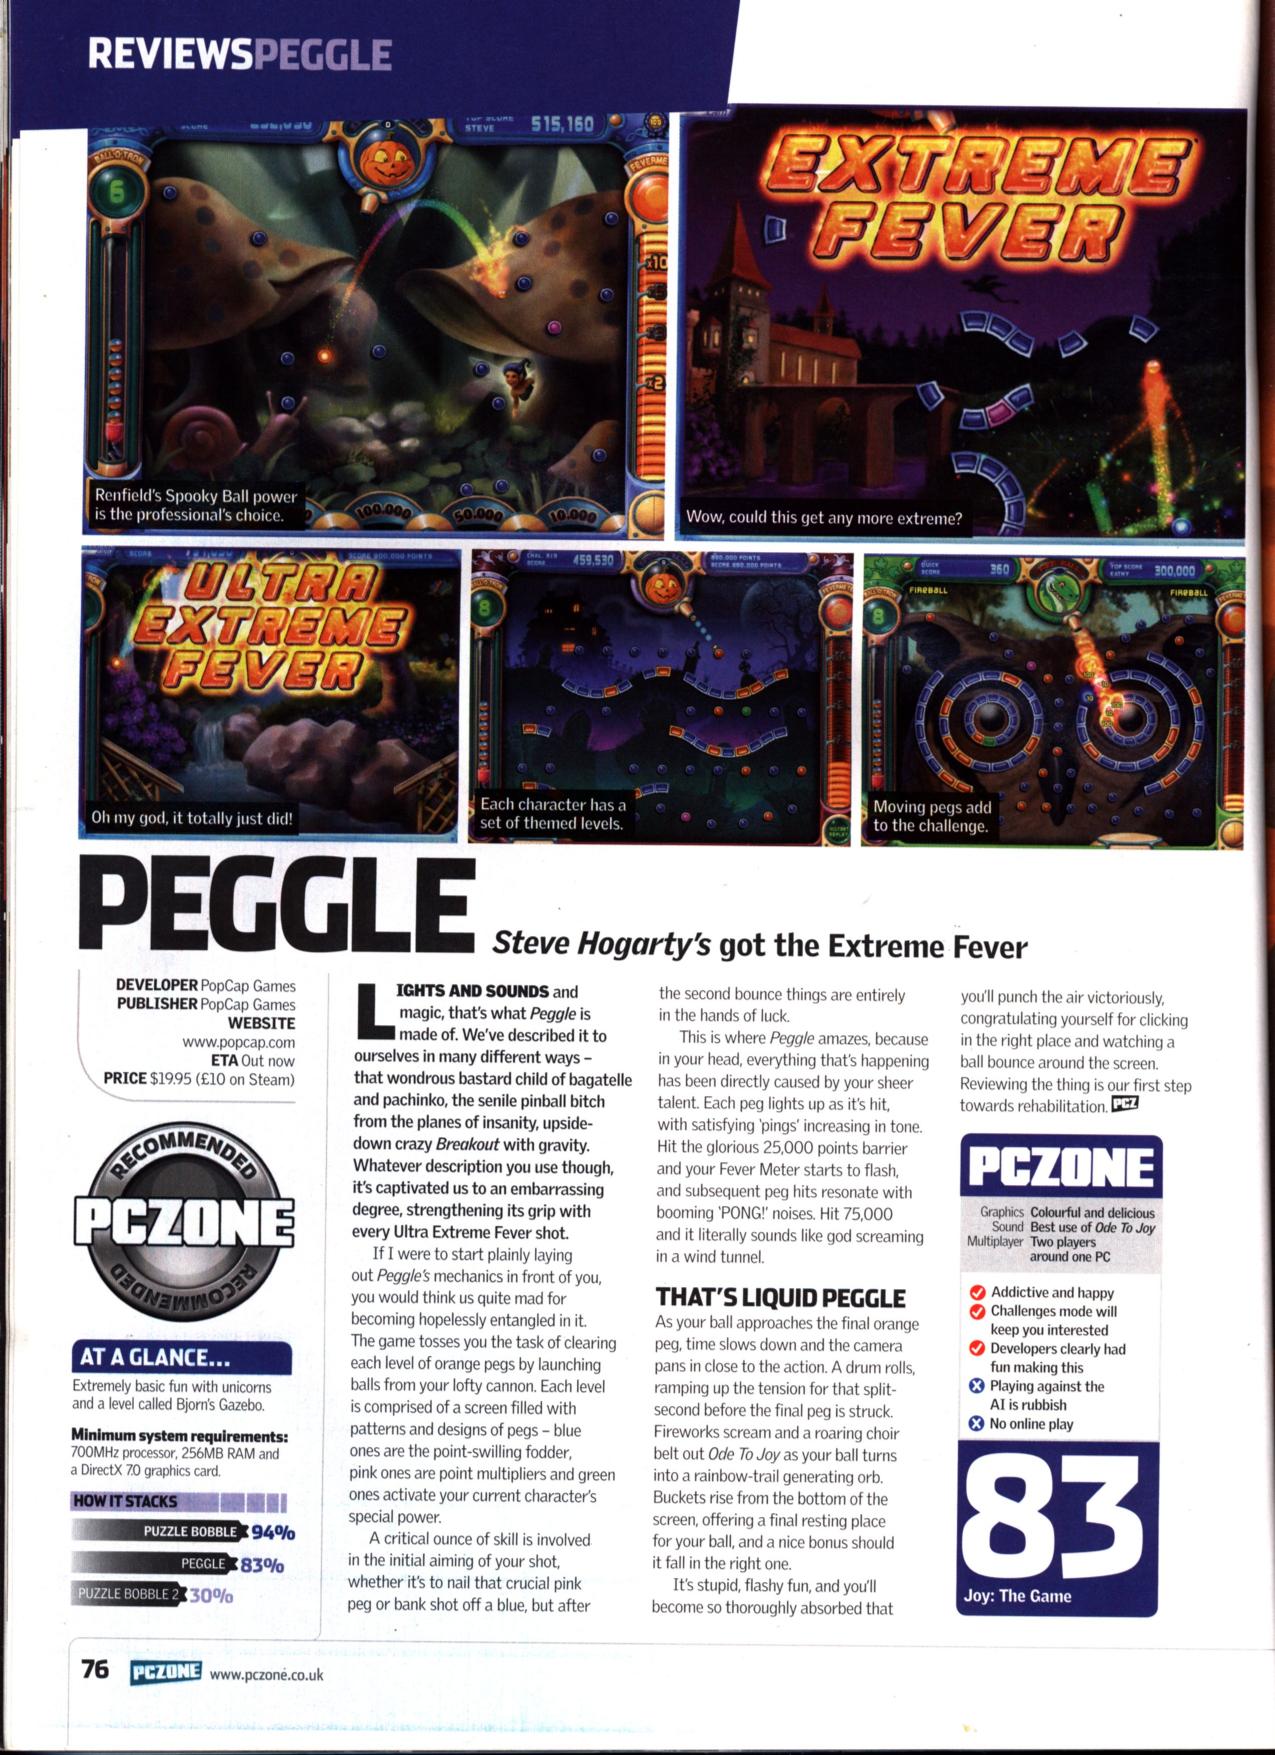 REVIEWSPEGGLE
STEVE 515,160
6
BALL-O-TRON
FEVERMETER
x10
x2
100,000
50,000
10,000
Renfield's Spooky Ball power
is the professional's choice.
EXTREME
FEVER
Wow, could this get any more extreme?
SCORE
ULTRA
EXTREME
FEVER
Oh my god, it totally just did!
459,530
8
Each character has a
set of themed levels.
SCORE 360
TOP SCORE
KATHY 300,000
FIREBALL
FIREBALL
8
Moving pegs add
to the challenge.
PEGGLE
Steve Hogarty's got the Extreme Fever
DEVELOPER PopCap Games
PUBLISHER PopCap Games
WEBSITE
www.popcap.com
ETA Out now
PRICE $19.95 (£10 on Steam)
RECOMMENDED
PCZONE
RECOMMENDED
AT A GLANCE...
Extremely basic fun with unicorns
and a level called Bjorn's Gazebo.
Minimum system requirements:
700MHz processor, 256MB RAM and
a DirectX 7.0 graphics card.
HOW IT STACKS
PUZZLE BOBBLE 94%
PEGGLE 83%
PUZZLE BOBBLE 2 30%
LIGHTS AND SOUNDS and
magic, that's what Peggle is
made of. We've described it to
ourselves in many different ways –
that wondrous bastard child of bagatelle
and pachinko, the senile pinball bitch
from the planes of insanity, upside-
down crazy Breakout with gravity.
Whatever description you use though,
it's captivated us to an embarrassing
degree, strengthening its grip with
every Ultra Extreme Fever shot.
If I were to start plainly laying
out Peggle's mechanics in front of you,
you would think us quite mad for
becoming hopelessly entangled in it.
The game tosses you the task of clearing
each level of orange pegs by launching
balls from your lofty cannon. Each level
is comprised of a screen filled with
patterns and designs of pegs – blue
ones are the point-swilling fodder,
pink ones are point multipliers and green
ones activate your current character's
special power.
A critical ounce of skill is involved
in the initial aiming of your shot,
whether it's to nail that crucial pink
peg or bank shot off a blue, but after
the second bounce things are entirely
in the hands of luck.
This is where Peggle amazes, because
in your head, everything that's happening
has been directly caused by your sheer
talent. Each peg lights up as it's hit,
with satisfying 'pings' increasing in tone.
Hit the glorious 25,000 points barrier
and your Fever Meter starts to flash,
and subsequent peg hits resonate with
booming 'PONG!' noises. Hit 75,000
and it literally sounds like god screaming
in a wind tunnel.
THAT'S LIQUID PEGGLE
As your ball approaches the final orange
peg, time slows down and the camera
pans in close to the action. A drum rolls,
ramping up the tension for that split-
second before the final peg is struck.
Fireworks scream and a roaring choir
belt out Ode To Joy as your ball turns
into a rainbow-trail generating orb.
Buckets rise from the bottom of the
screen, offering a final resting place
for your ball, and a nice bonus should
it fall in the right one.
It's stupid, flashy fun, and you'll
become so thoroughly absorbed that
you'll punch the air victoriously,
congratulating yourself for clicking
in the right place and watching a
ball bounce around the screen.
Reviewing the thing is our first step
towards rehabilitation. PCZ
PCZONE
Graphics Colourful and delicious
Sound Best use of Ode To Joy
Multiplayer Two players
around one PC
Addictive and happy
Challenges mode will
keep you interested
Developers clearly had
fun making this
Playing against the
AI is rubbish
No online play
83
Joy: The Game
76 PCZONE www.pczone.co.uk